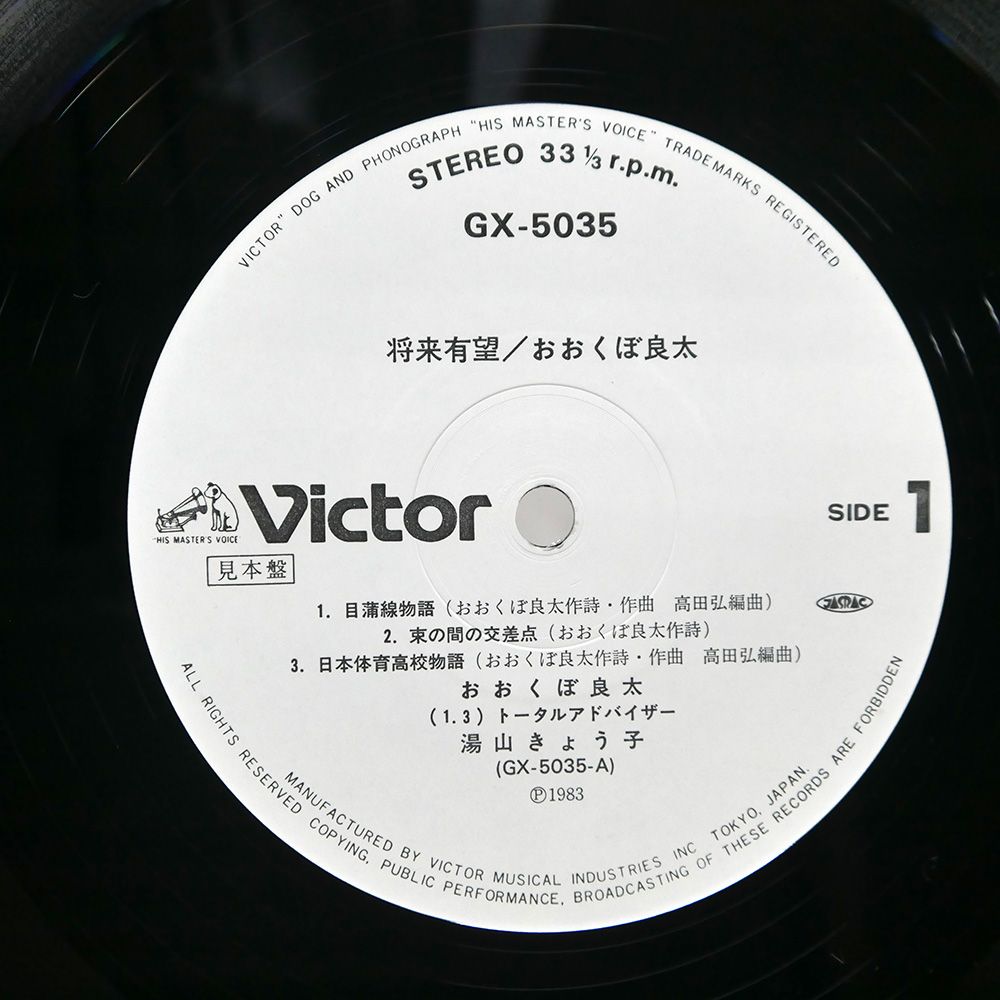 VICTOR" DOG AND PHONOGRAPH "HIS MASTER'S VOICE" TRADEMARKS REGISTERED
STEREO 33 1/3 r.p.m.
GX-5035
将来有望／おおくぼ良太
"HIS MASTER'S VOICE"
Victor
SIDE 1
見本盤
1. 目蒲線物語（おおくぼ良太作詩・作曲　高田弘編曲）
JASRAC
2. 束の間の交差点（おおくぼ良太作詩）
3. 日本体育高校物語（おおくぼ良太作詩・作曲　高田弘編曲）
おおくぼ良太
(1.3) トータルアドバイザー
湯山きょう子
(GX-5035-A)
Ⓟ1983
MANUFACTURED BY VICTOR MUSICAL INDUSTRIES INC TOKYO, JAPAN.
ALL RIGHTS RESERVED COPYING, PUBLIC PERFORMANCE, BROADCASTING OF THESE RECORDS ARE FORBIDDEN